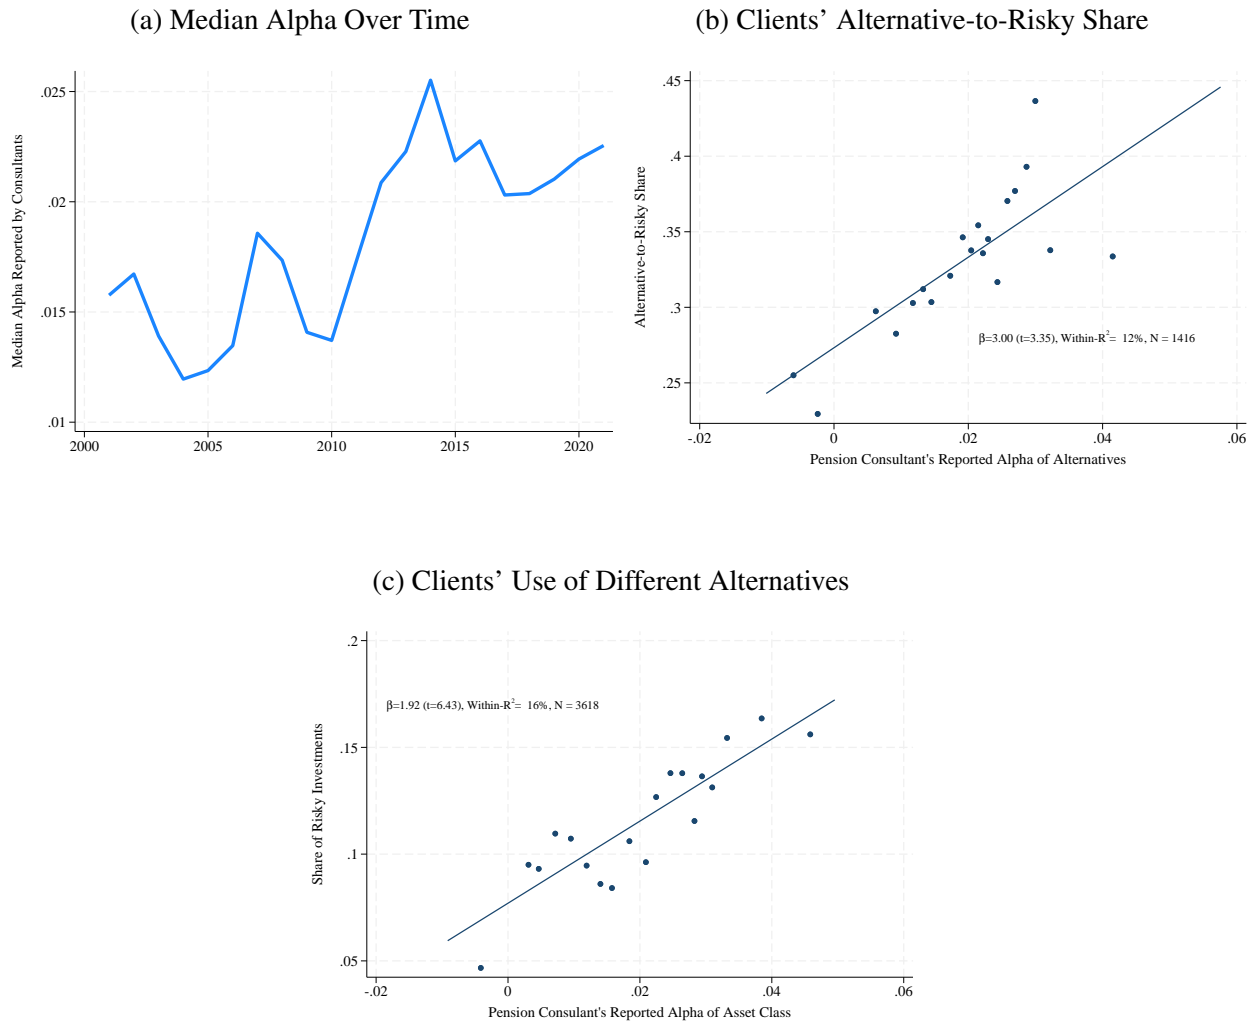 (a) Median Alpha Over Time
.025
.02
.015
.01
2000 2005 2010 2015 2020
Median Alpha Reported by Consultants
(b) Clients’ Alternative-to-Risky Share
.45
.4
.35
.3
.25
-.02 0 .02 .04 .06
Alternative-to-Risky Share
β=3.00 (t=3.35), Within-R²= 12%, N = 1416
Pension Consultant's Reported Alpha of Alternatives
(c) Clients’ Use of Different Alternatives
.2
.15
.1
.05
-.02 0 .02 .04 .06
Share of Risky Investments
β=1.92 (t=6.43), Within-R²= 16%, N = 3618
Pension Consulant's Reported Alpha of Asset Class